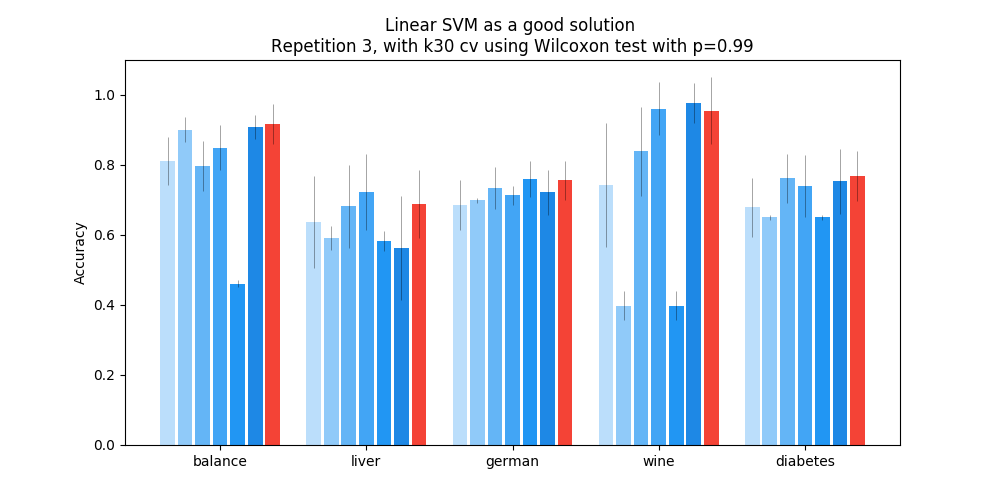 Linear SVM as a good solution
Repetition 3, with k30 cv using Wilcoxon test with p=0.99
Accuracy
1.0
0.8
0.6
0.4
0.2
0.0
balance liver german wine diabetes